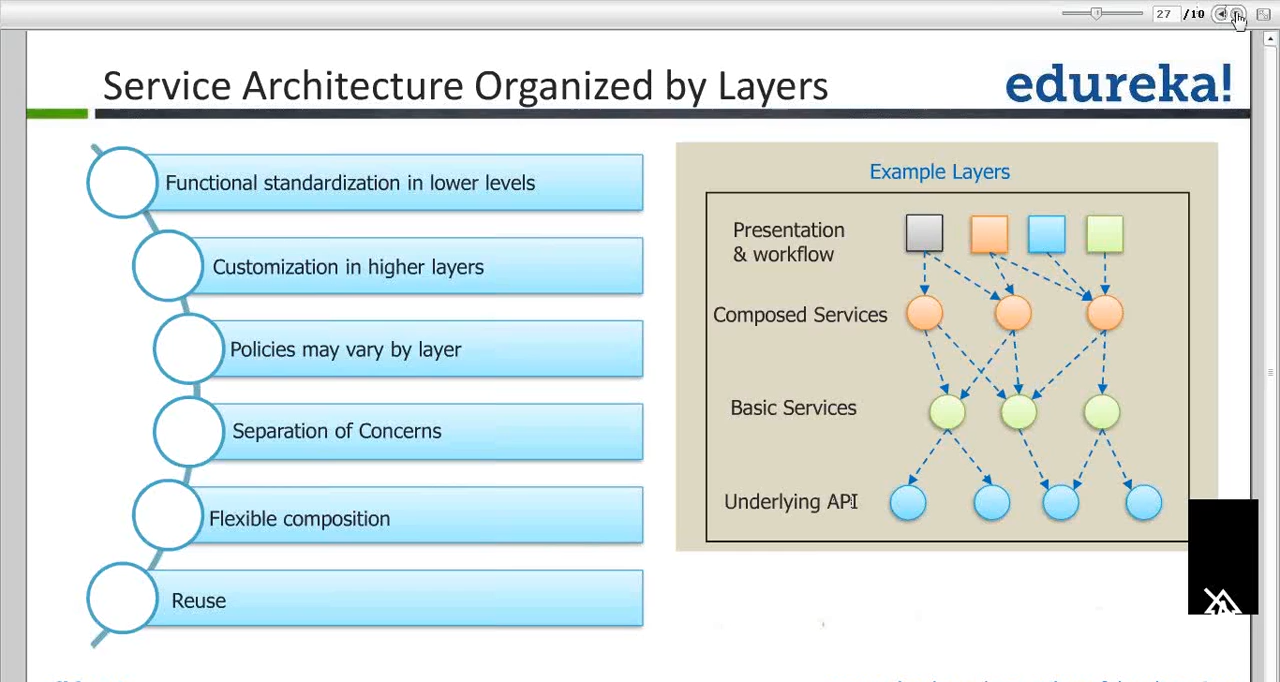 27 /10
Service Architecture Organized by Layers
edureka!
Functional standardization in lower levels
Customization in higher layers
Policies may vary by layer
Separation of Concerns
Flexible composition
Reuse
Example Layers
Presentation
& workflow
Composed Services
Basic Services
Underlying API